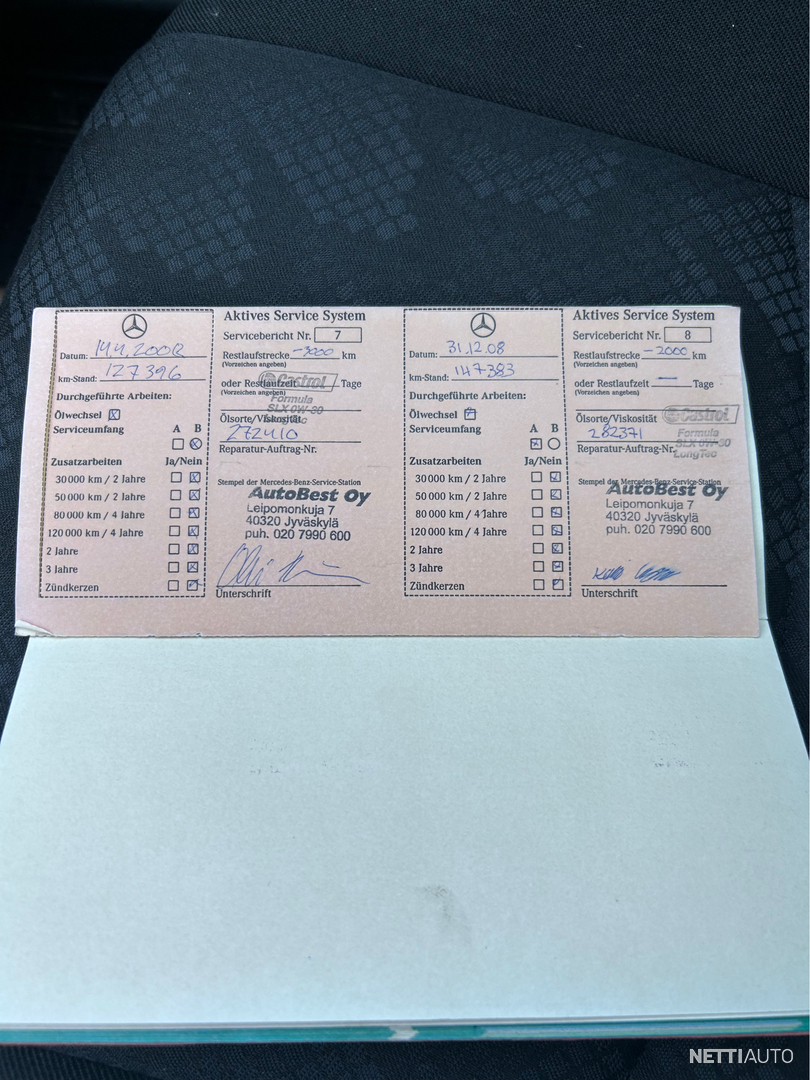 Aktives Service System
Servicebericht Nr. 7
Datum: 14.4.2008
Restlaufstrecke -3000 km
(Vorzeichen angeben)
km-Stand: 127396
oder Restlaufzeit Tage
(Vorzeichen angeben)
Castrol
Formula
SLX 0W-30
LongTec
Durchgeführte Arbeiten:
Ölwechsel
Ölsorte/Viskosität
Serviceumfang A B
272410
Reparatur-Auftrag-Nr.
Zusatzarbeiten Ja/Nein
30 000 km / 2 Jahre
50 000 km / 2 Jahre
80 000 km / 4 Jahre
120 000 km / 4 Jahre
2 Jahre
3 Jahre
Zündkerzen
Stempel der Mercedes-Benz-Service-Station
AutoBest Oy
Leipomonkuja 7
40320 Jyväskylä
puh. 020 7990 600
Unterschrift
Aktives Service System
Servicebericht Nr. 8
Datum: 31.12.08
Restlaufstrecke -2000 km
(Vorzeichen angeben)
km-Stand: 147383
oder Restlaufzeit — Tage
(Vorzeichen angeben)
Durchgeführte Arbeiten:
Ölwechsel
Ölsorte/Viskosität
Castrol
Formula
SLX 0W-30
LongTec
Serviceumfang A B
282371
Reparatur-Auftrag-Nr.
Zusatzarbeiten Ja/Nein
30 000 km / 2 Jahre
50 000 km / 2 Jahre
80 000 km / 4 Jahre
120 000 km / 4 Jahre
2 Jahre
3 Jahre
Zündkerzen
Stempel der Mercedes-Benz-Service-Station
AutoBest Oy
Leipomonkuja 7
40320 Jyväskylä
puh. 020 7990 600
Unterschrift
NETTIAUTO